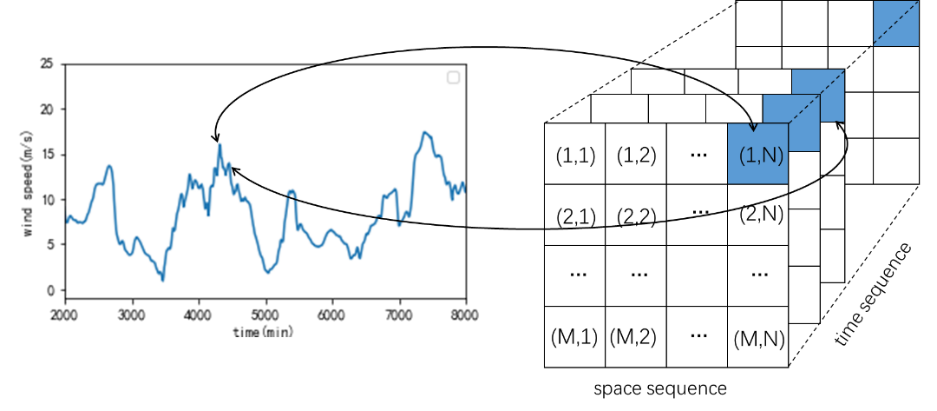 25
20
15
10
5
0
wind speed(m/s)
2000 3000 4000 5000 6000 7000 8000
time(min)
(1,1) (1,2) ... (1,N)
(2,1) (2,2) ... (2,N)
... ... ...
(M,1) (M,2) ... (M,N)
space sequence
time sequence